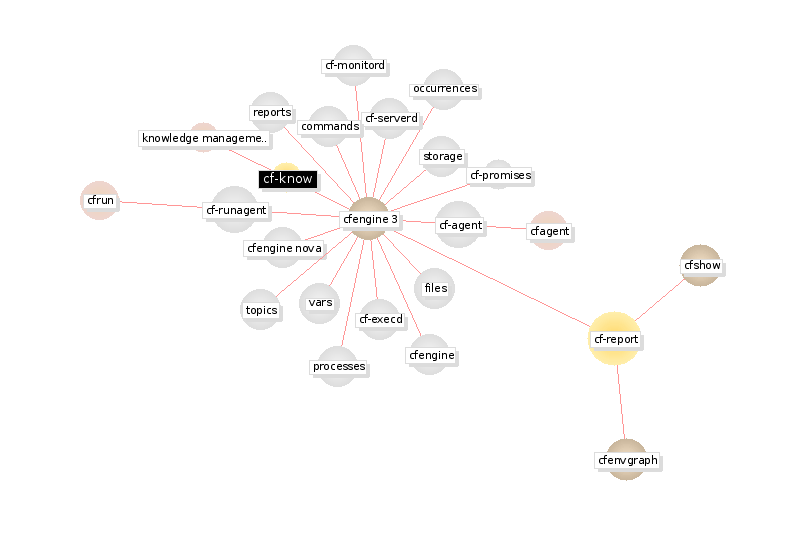 cf-monitord
occurrences
reports
commands
cf-serverd
knowledge manageme..
storage
cf-know
cf-promises
cfrun
cf-runagent
cfengine 3
cf-agent
cfagent
cfengine nova
cfshow
files
topics
vars
cf-execd
cf-report
cfengine
processes
cfenvgraph